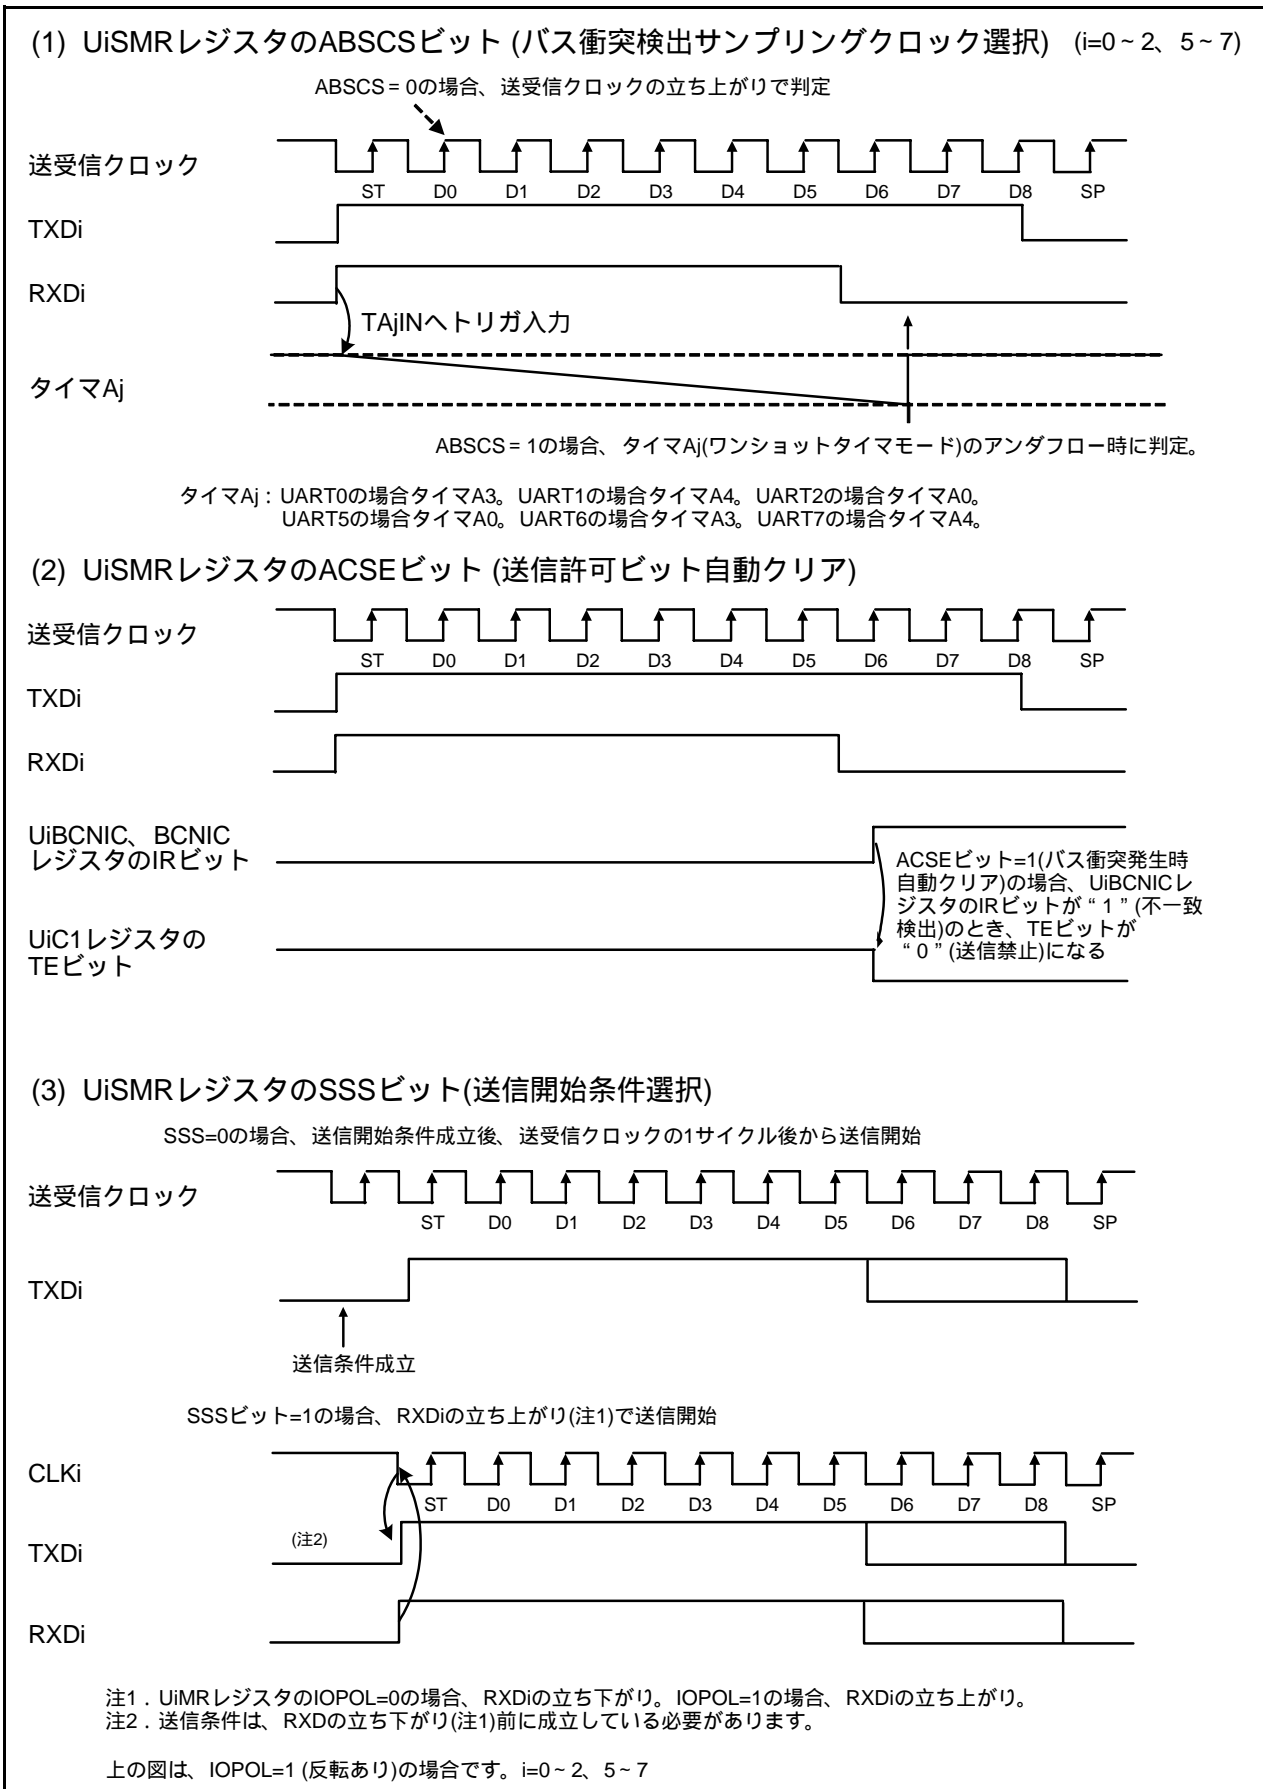 (1) UiSMRレジスタのABSCSビット (バス衝突検出サンプリングクロック選択) (i=0~2、5~7)
ABSCS = 0の場合、送受信クロックの立ち上がりで判定
送受信クロック
ST D0 D1 D2 D3 D4 D5 D6 D7 D8 SP
TXDi
RXDi
TAjINへトリガ入力
タイマAj
ABSCS = 1の場合、タイマAj(ワンショットタイマモード)のアンダフロー時に判定。
タイマAj : UART0の場合タイマA3。UART1の場合タイマA4。UART2の場合タイマA0。
UART5の場合タイマA0。UART6の場合タイマA3。UART7の場合タイマA4。
(2) UiSMRレジスタのACSEビット (送信許可ビット自動クリア)
送受信クロック
ST D0 D1 D2 D3 D4 D5 D6 D7 D8 SP
TXDi
RXDi
UiBCNIC、BCNIC
レジスタのIRビット
ACSEビット=1(バス衝突発生時
自動クリア)の場合、UiBCNICレ
ジスタのIRビットが“1”(不一致
検出)のとき、TEビットが
“0”(送信禁止)になる
UiC1レジスタの
TEビット
(3) UiSMRレジスタのSSSビット(送信開始条件選択)
SSS=0の場合、送信開始条件成立後、送受信クロックの1サイクル後から送信開始
送受信クロック
ST D0 D1 D2 D3 D4 D5 D6 D7 D8 SP
TXDi
送信条件成立
SSSビット=1の場合、RXDiの立ち上がり(注1)で送信開始
CLKi
ST D0 D1 D2 D3 D4 D5 D6 D7 D8 SP
(注2)
TXDi
RXDi
注1．UiMRレジスタのIOPOL=0の場合、RXDiの立ち下がり。IOPOL=1の場合、RXDiの立ち上がり。
注2．送信条件は、RXDの立ち下がり(注1)前に成立している必要があります。
上の図は、IOPOL=1 (反転あり)の場合です。i=0~2、5~7